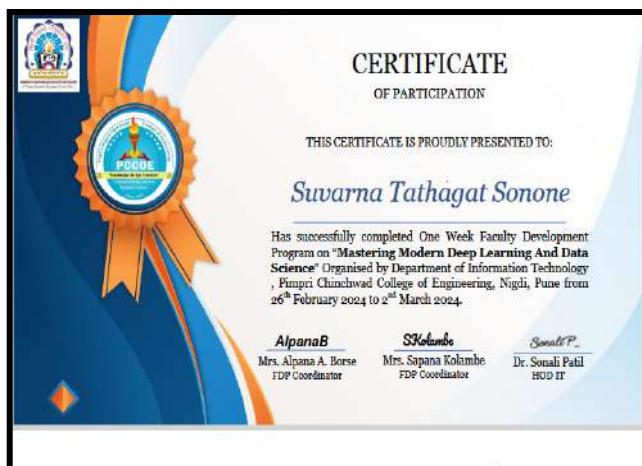 CERTIFICATE
OF PARTICIPATION
THIS CERTIFICATE IS PROUDLY PRESENTED TO:
Suvarna Tathagat Sonone
PCCOE
Has successfully completed One Week Faculty Development
Program on “Mastering Modern Deep Learning And Data
Science” Organised by Department of Information Technology
, Pimpri Chinchwad College of Engineering, Nigdi, Pune from
26th February 2024 to 2nd March 2024.
AlpanaB
SKolambe
Sonali P_
Mrs. Alpana A. Borse
Mrs. Sapana Kolambe
Dr. Sonali Patil
FDP Coordinator
FDP Coordinator
HOD IT